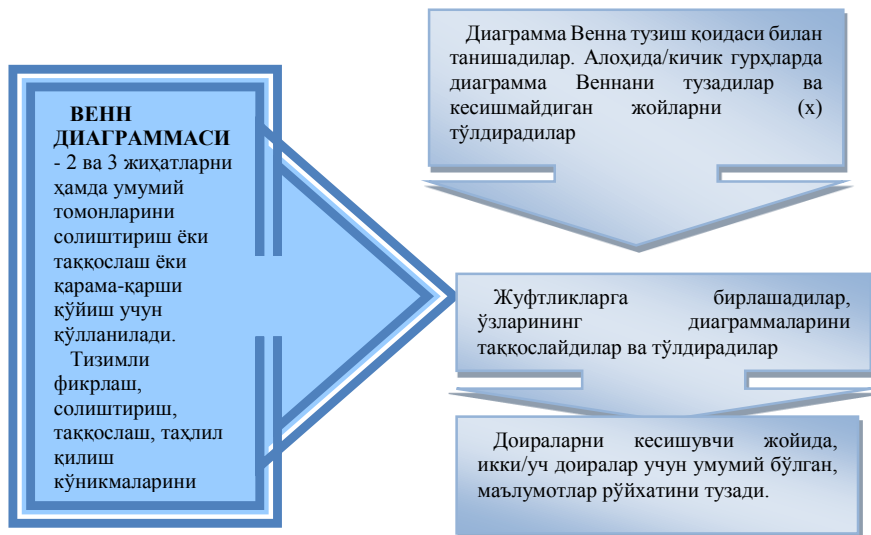 ВЕНН
ДИАГРАММАСИ
- 2 ва 3 жиҳатларни
ҳамда умумий
томонларини
солиштириш ёки
таққослаш ёки
қарама-қарши
қўйиш учун
қўлланилади.
Тизимли
фикрлаш,
солиштириш,
таққослаш, таҳлил
қилиш
кўникмаларини
Диаграмма Венна тузиш қоидаси билан
танишадилар. Алоҳида/кичик гурҳларда
диаграмма Веннани тузадилар ва
кесишмайдиган жойларни (х)
тўлдирадилар
Жуфтликларга бирлашадилар,
ўзларининг диаграммаларини
таққослайдилар ва тўлдирадилар
Доираларни кесишувчи жойида,
икки/уч доиралар учун умумий бўлган,
маълумотлар рўйхатини тузади.